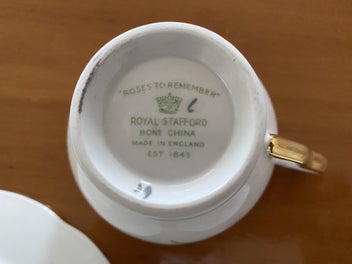 "ROSES TO REMEMBER"
ROYAL STAFFORD
BONE CHINA
MADE IN ENGLAND
EST 1845